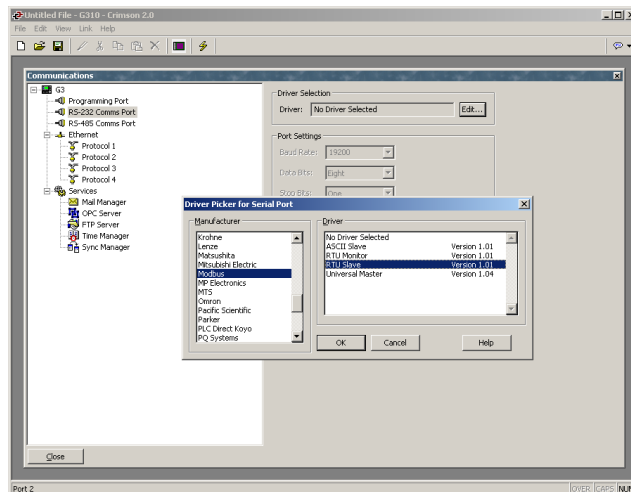 Untitled File - G310 - Crimson 2.0
File Edit View Link Help
Communications
G3
Programming Port
RS-232 Comms Port
RS-485 Comms Port
Ethernet
Protocol 1
Protocol 2
Protocol 3
Protocol 4
Services
Mail Manager
OPC Server
FTP Server
Time Manager
Sync Manager
Driver Selection
Driver: No Driver Selected Edit...
Port Settings
Baud Rate: 19200
Data Bits: Eight
Stop Bits: One
Driver Picker for Serial Port
Manufacturer
Krohne
Lenze
Matsushita
Mitsubishi Electric
Modbus
MP Electronics
MTS
Omron
Pacific Scientific
Parker
PLC Direct Koyo
PQ Systems
Driver
No Driver Selected
ASCII Slave Version 1.01
RTU Monitor Version 1.01
RTU Slave Version 1.01
Universal Master Version 1.04
OK Cancel Help
Close
Port 2 OVER CAPS NUM